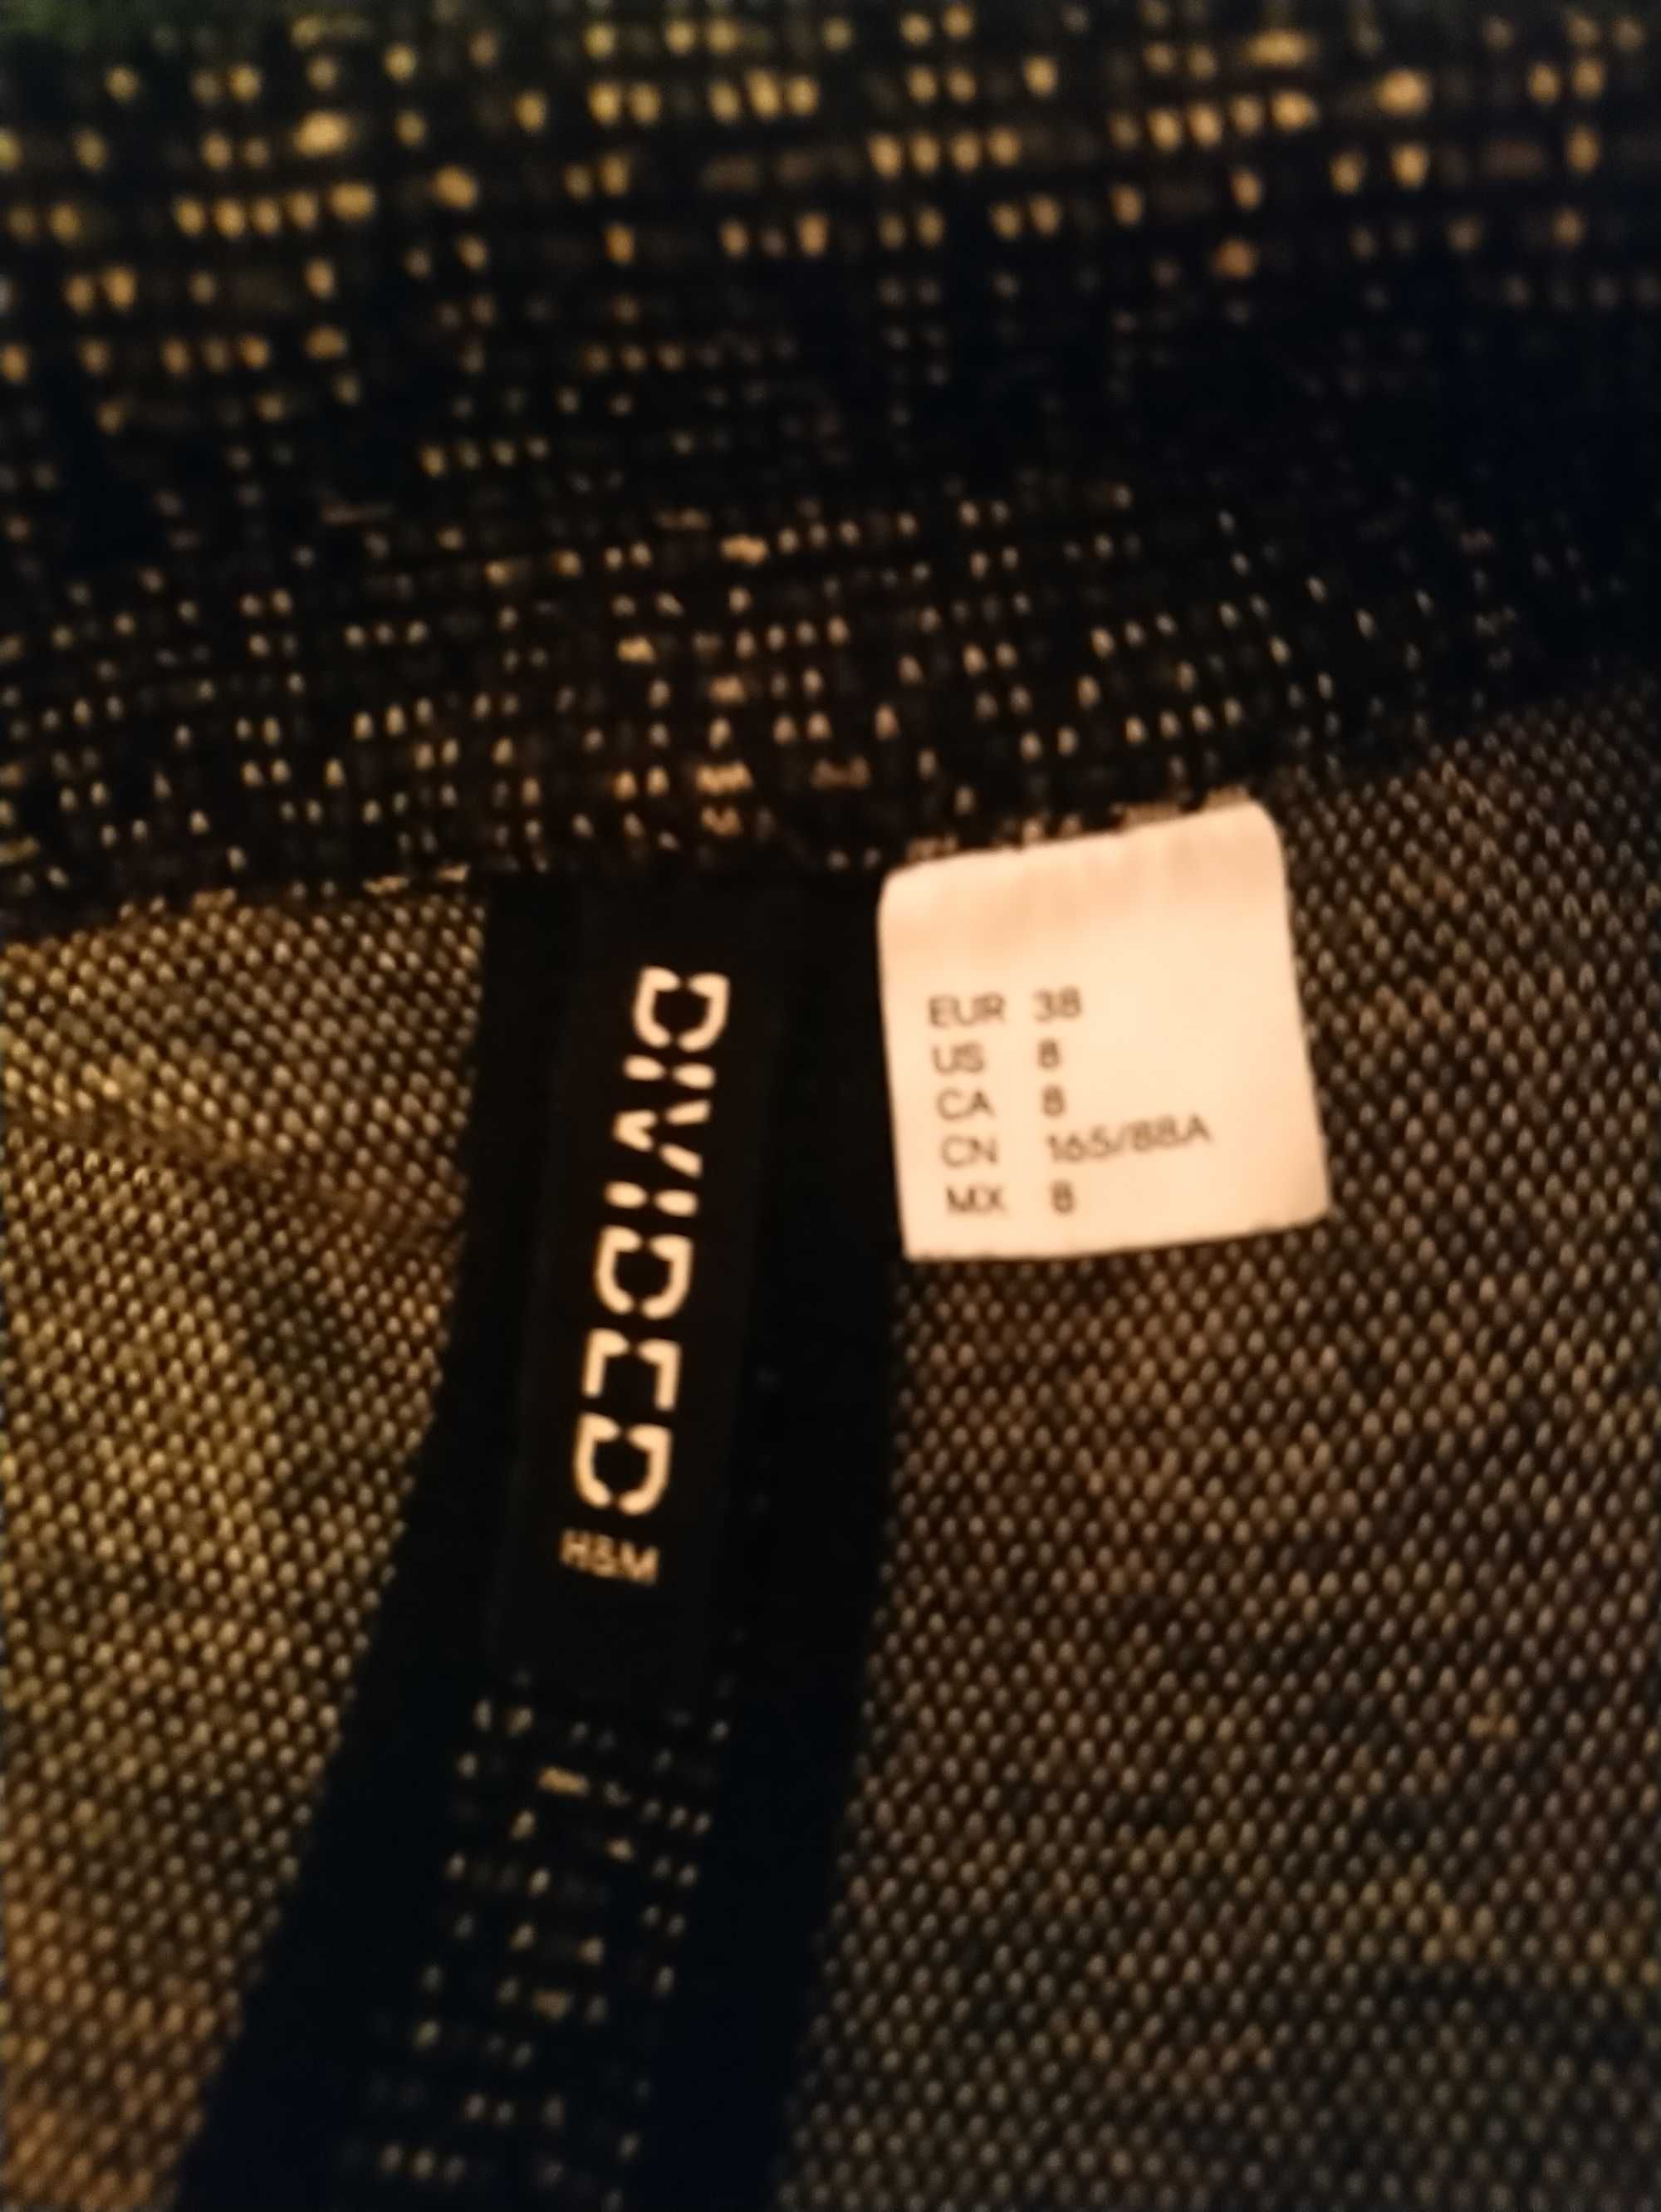 DIVIDED
H&M
EUR 38
US 8
CA 8
CN 165/88A
MX 8